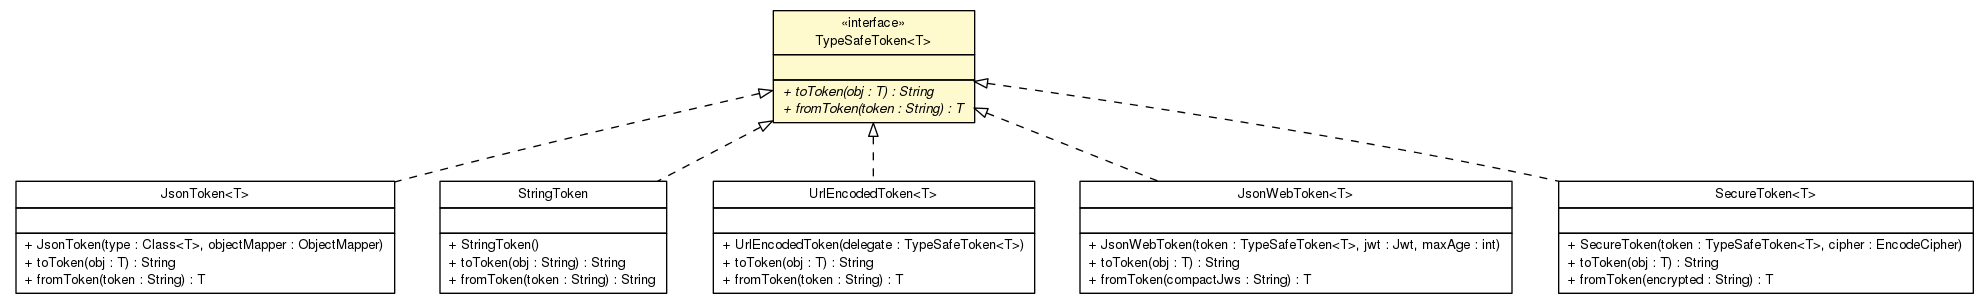 «interface»
TypeSafeToken<T>
+ toToken(obj : T) : String
+ fromToken(token : String) : T
JsonToken<T>
+ JsonToken(type : Class<T>, objectMapper : ObjectMapper)
+ toToken(obj : T) : String
+ fromToken(token : String) : T
StringToken
+ StringToken()
+ toToken(obj : String) : String
+ fromToken(token : String) : String
UrlEncodedToken<T>
+ UrlEncodedToken(delegate : TypeSafeToken<T>)
+ toToken(obj : T) : String
+ fromToken(token : String) : T
JsonWebToken<T>
+ JsonWebToken(token : TypeSafeToken<T>, jwt : Jwt, maxAge : int)
+ toToken(obj : T) : String
+ fromToken(compactJws : String) : T
SecureToken<T>
+ SecureToken(token : TypeSafeToken<T>, cipher : EncodeCipher)
+ toToken(obj : T) : String
+ fromToken(encrypted : String) : T